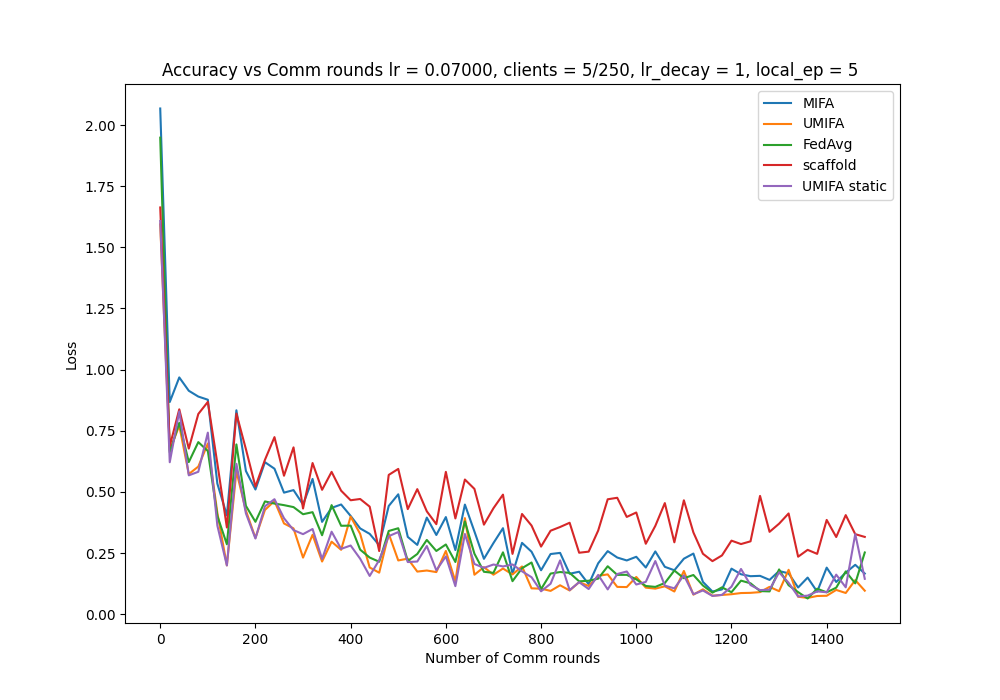 Accuracy vs Comm rounds lr = 0.07000, clients = 5/250, lr_decay = 1, local_ep = 5
MIFA
UMIFA
FedAvg
scaffold
UMIFA static
Loss
2.00
1.75
1.50
1.25
1.00
0.75
0.50
0.25
0.00
0 200 400 600 800 1000 1200 1400
Number of Comm rounds